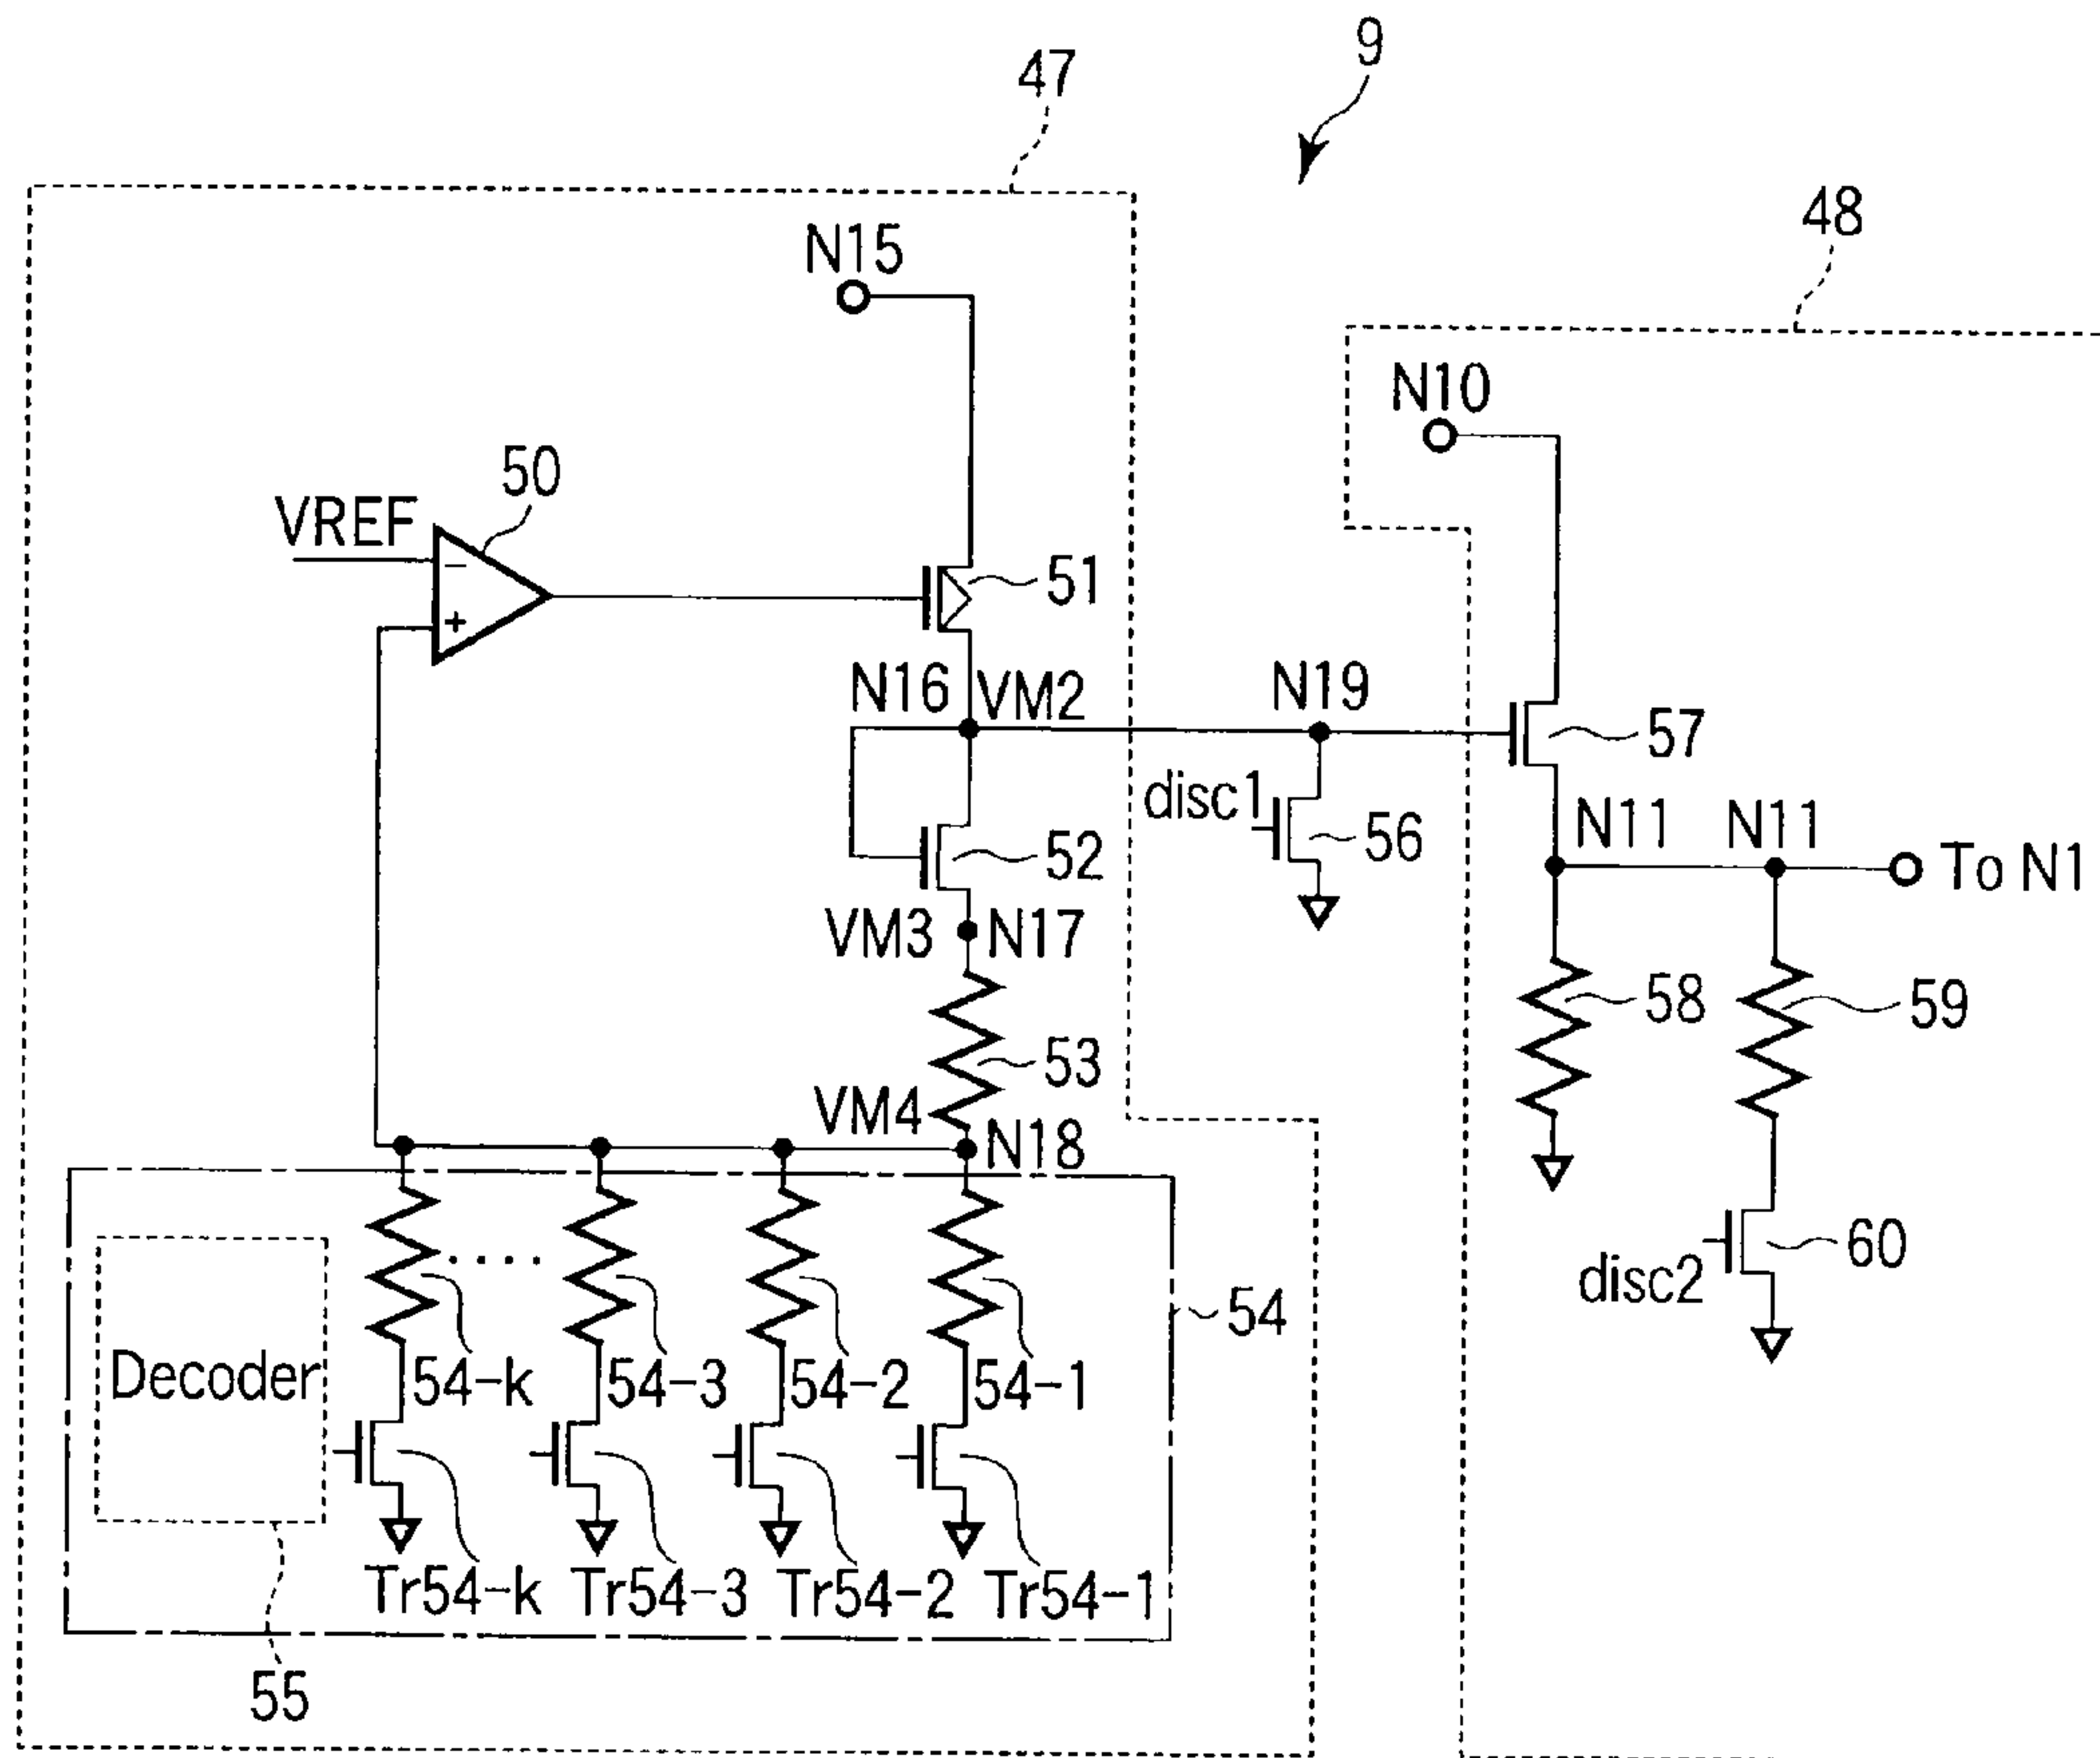 9
47
48
N15
N10
50
VREF
−
+
51
N16
VM2
N19
57
disc1
56
N11
N11
To N1
52
VM3
N17
58
59
53
VM4
N18
disc2
60
54
Decoder
54-k
54-3
54-2
54-1
Tr54-k
Tr54-3
Tr54-2
Tr54-1
55